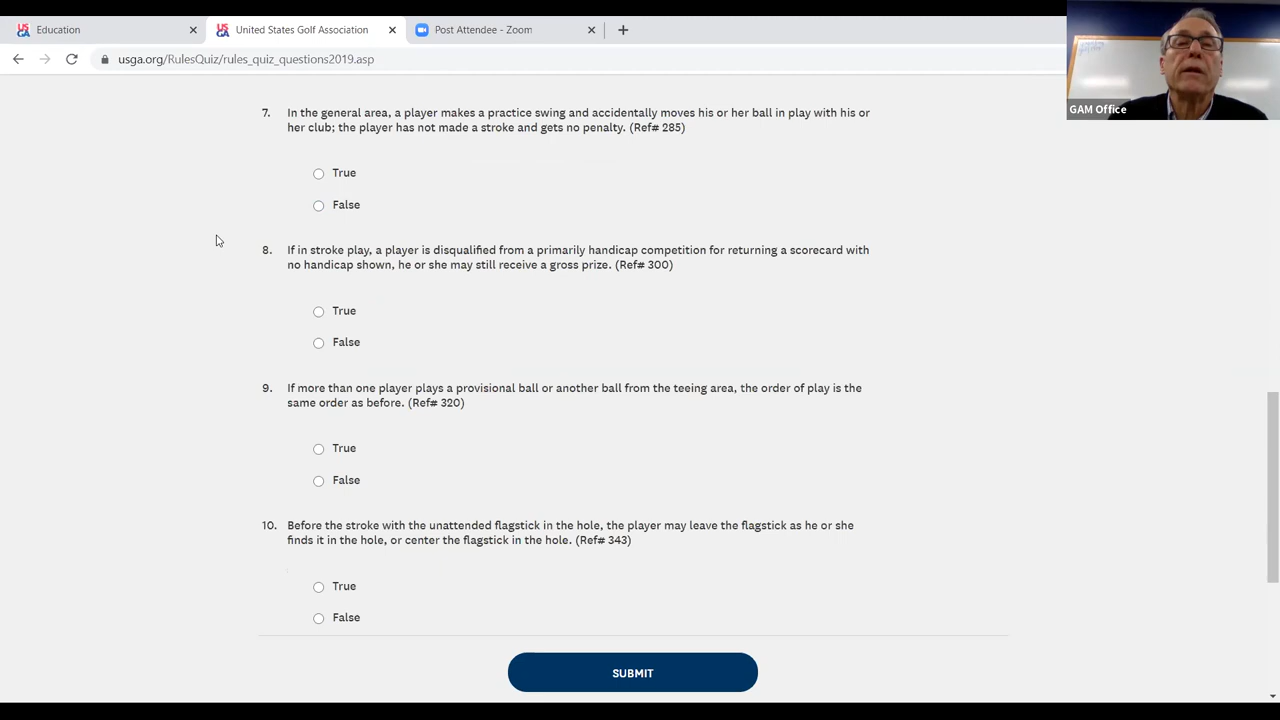 Education
United States Golf Association
Post Attendee - Zoom
usga.org/RulesQuiz/rules_quiz_questions2019.asp
GAM Office
7. In the general area, a player makes a practice swing and accidentally moves his or her ball in play with his or
her club; the player has not made a stroke and gets no penalty. (Ref# 285)
True
False
8. If in stroke play, a player is disqualified from a primarily handicap competition for returning a scorecard with
no handicap shown, he or she may still receive a gross prize. (Ref# 300)
True
False
9. If more than one player plays a provisional ball or another ball from the teeing area, the order of play is the
same order as before. (Ref# 320)
True
False
10. Before the stroke with the unattended flagstick in the hole, the player may leave the flagstick as he or she
finds it in the hole, or center the flagstick in the hole. (Ref# 343)
True
False
SUBMIT